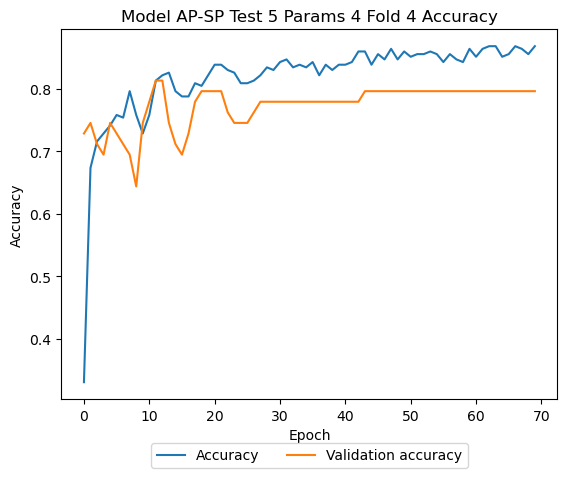 Model AP-SP Test 5 Params 4 Fold 4 Accuracy
Accuracy
0.8
0.7
0.6
0.5
0.4
0 10 20 30 40 50 60 70
Epoch
Accuracy Validation accuracy